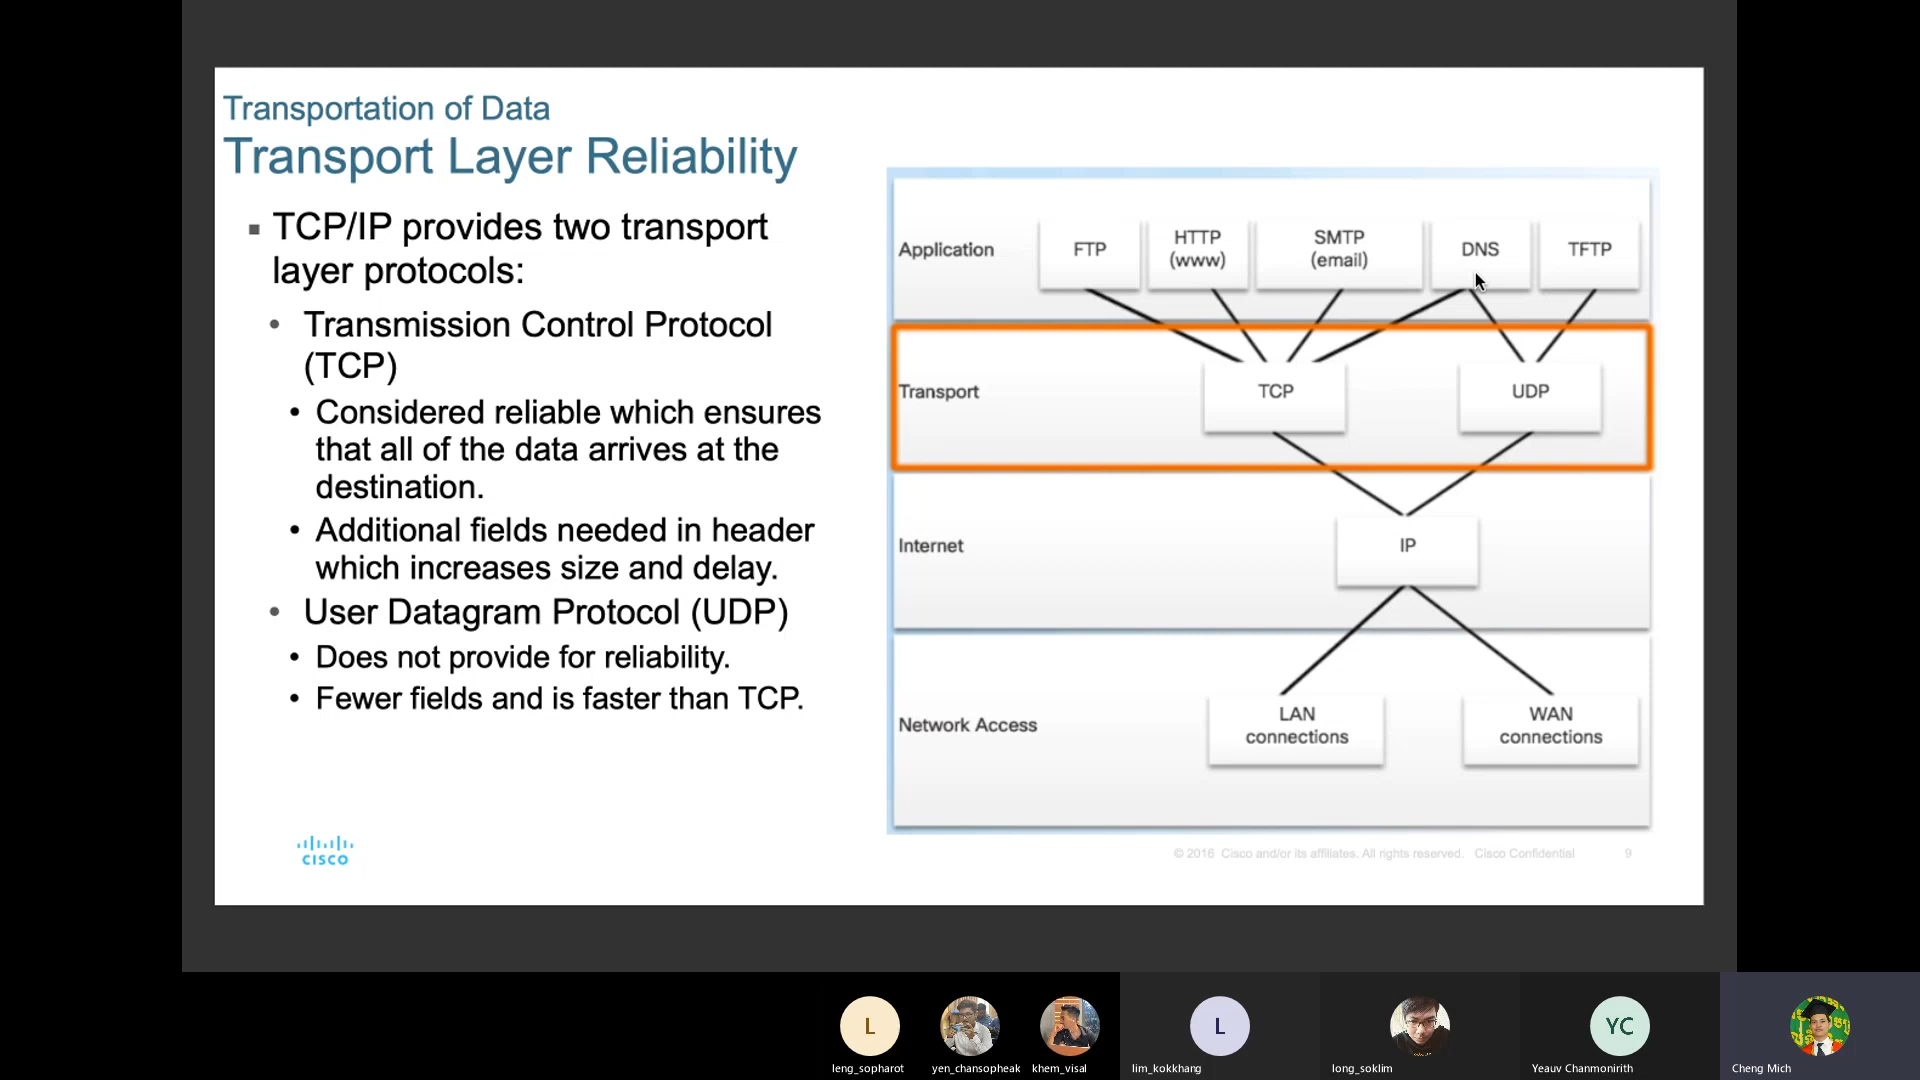 Transportation of Data
Transport Layer Reliability
▪ TCP/IP provides two transport
layer protocols:
• Transmission Control Protocol
(TCP)
• Considered reliable which ensures
that all of the data arrives at the
destination.
• Additional fields needed in header
which increases size and delay.
• User Datagram Protocol (UDP)
• Does not provide for reliability.
• Fewer fields and is faster than TCP.
Application
FTP
HTTP
(www)
SMTP
(email)
DNS
TFTP
Transport
TCP
UDP
Internet
IP
Network Access
LAN
connections
WAN
connections
CISCO
© 2016 Cisco and/or its affiliates. All rights reserved. Cisco Confidential 9
L
L
YC
leng_sopharot
yen_chansopheak
khem_visal
lim_kokkhang
long_soklim
Yeauv Chanmonirith
Cheng Mich